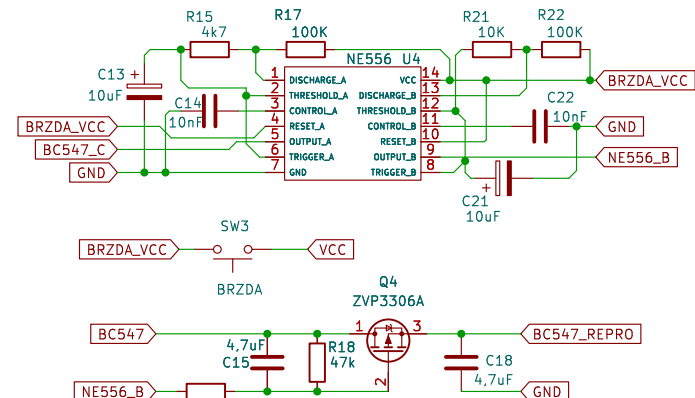 R15
4k7
R17
100K
R21
10K
R22
100K
NE556 U4
C13
10uF
C14
10nF
1 DISCHARGE_A
2 THRESHOLD_A
3 CONTROL_A
4 RESET_A
5 OUTPUT_A
6 TRIGGER_A
7 GND
VCC 14
DISCHARGE_B 13
THRESHOLD_B 12
CONTROL_B 11
RESET_B 10
OUTPUT_B 9
TRIGGER_B 8
BRZDA_VCC
BC547_C
GND
BRZDA_VCC
C22
10nF
GND
NE556_B
C21
10uF
SW3
BRZDA_VCC
VCC
BRZDA
Q4
ZVP3306A
BC547
1
3
2
BC547_REPRO
4,7uF
C15
R18
47k
C18
4,7uF
NE556_B
GND